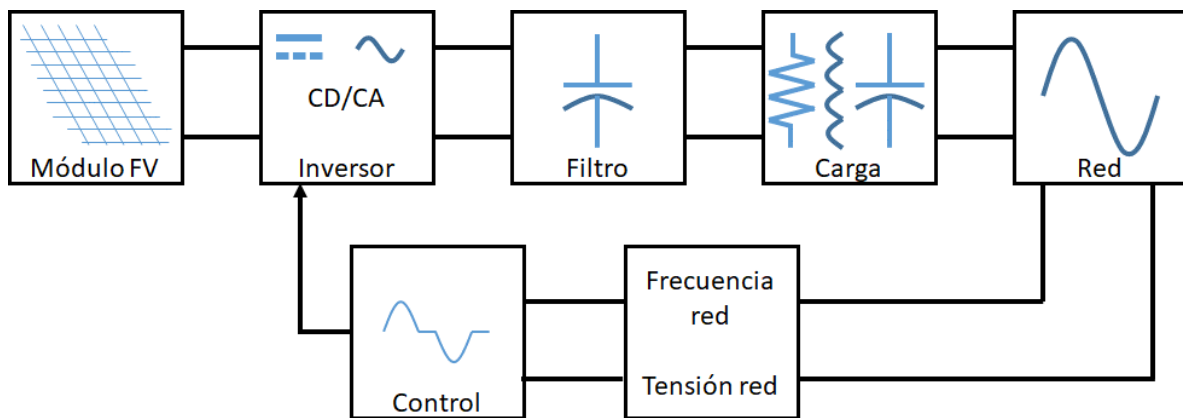 Módulo FV
CD/CA
Inversor
Filtro
Carga
Red
Control
Frecuencia
red
Tensión red